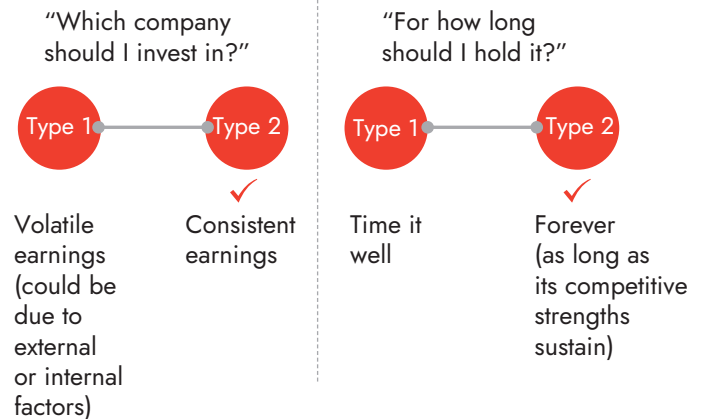 “Which company
should I invest in?”
Type 1
Type 2
Volatile
earnings
(could be
due to
external
or internal
factors)
Consistent
earnings
“For how long
should I hold it?”
Type 1
Type 2
Time it
well
Forever
(as long as
its competitive
strengths
sustain)